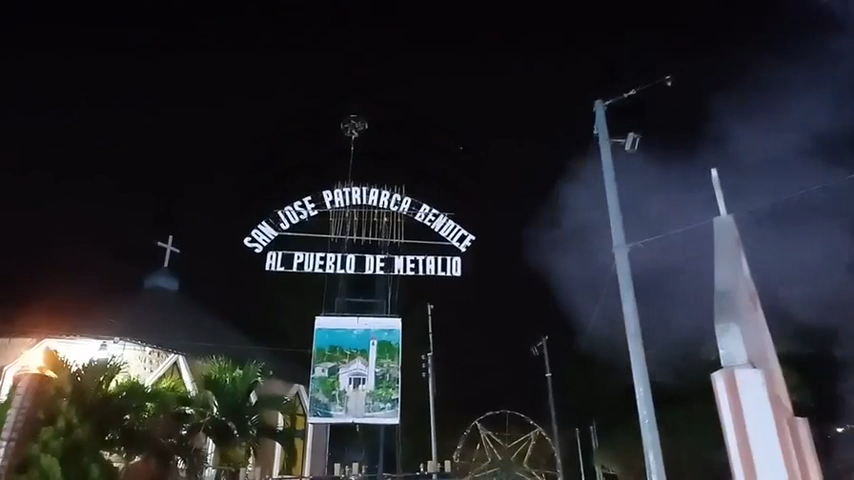 SAN JOSE PATRIARCA BENDICE
AL PUEBLO DE METALIO